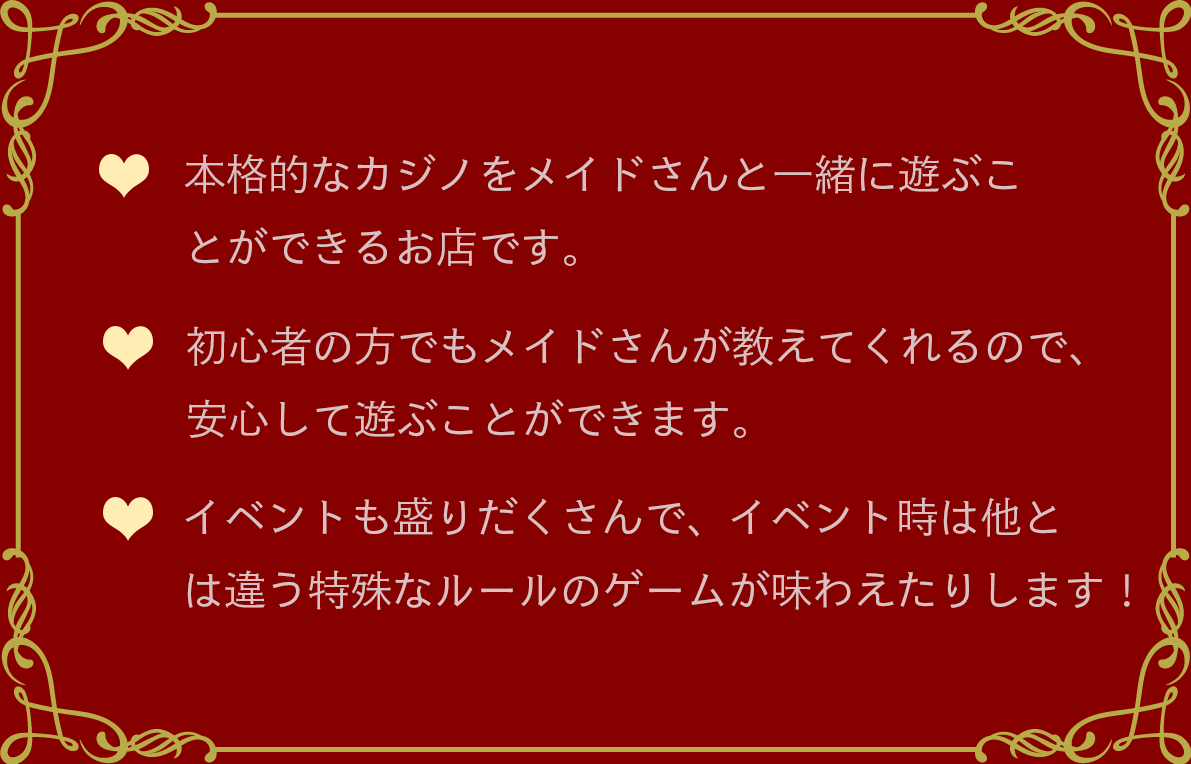 本格的なカジノをメイドさんと一緒に遊ぶこ
とができるお店です。
初心者の方でもメイドさんが教えてくれるので、
安心して遊ぶことができます。
イベントも盛りだくさんで、イベント時は他と
は違う特殊なルールのゲームが味わえたりします！